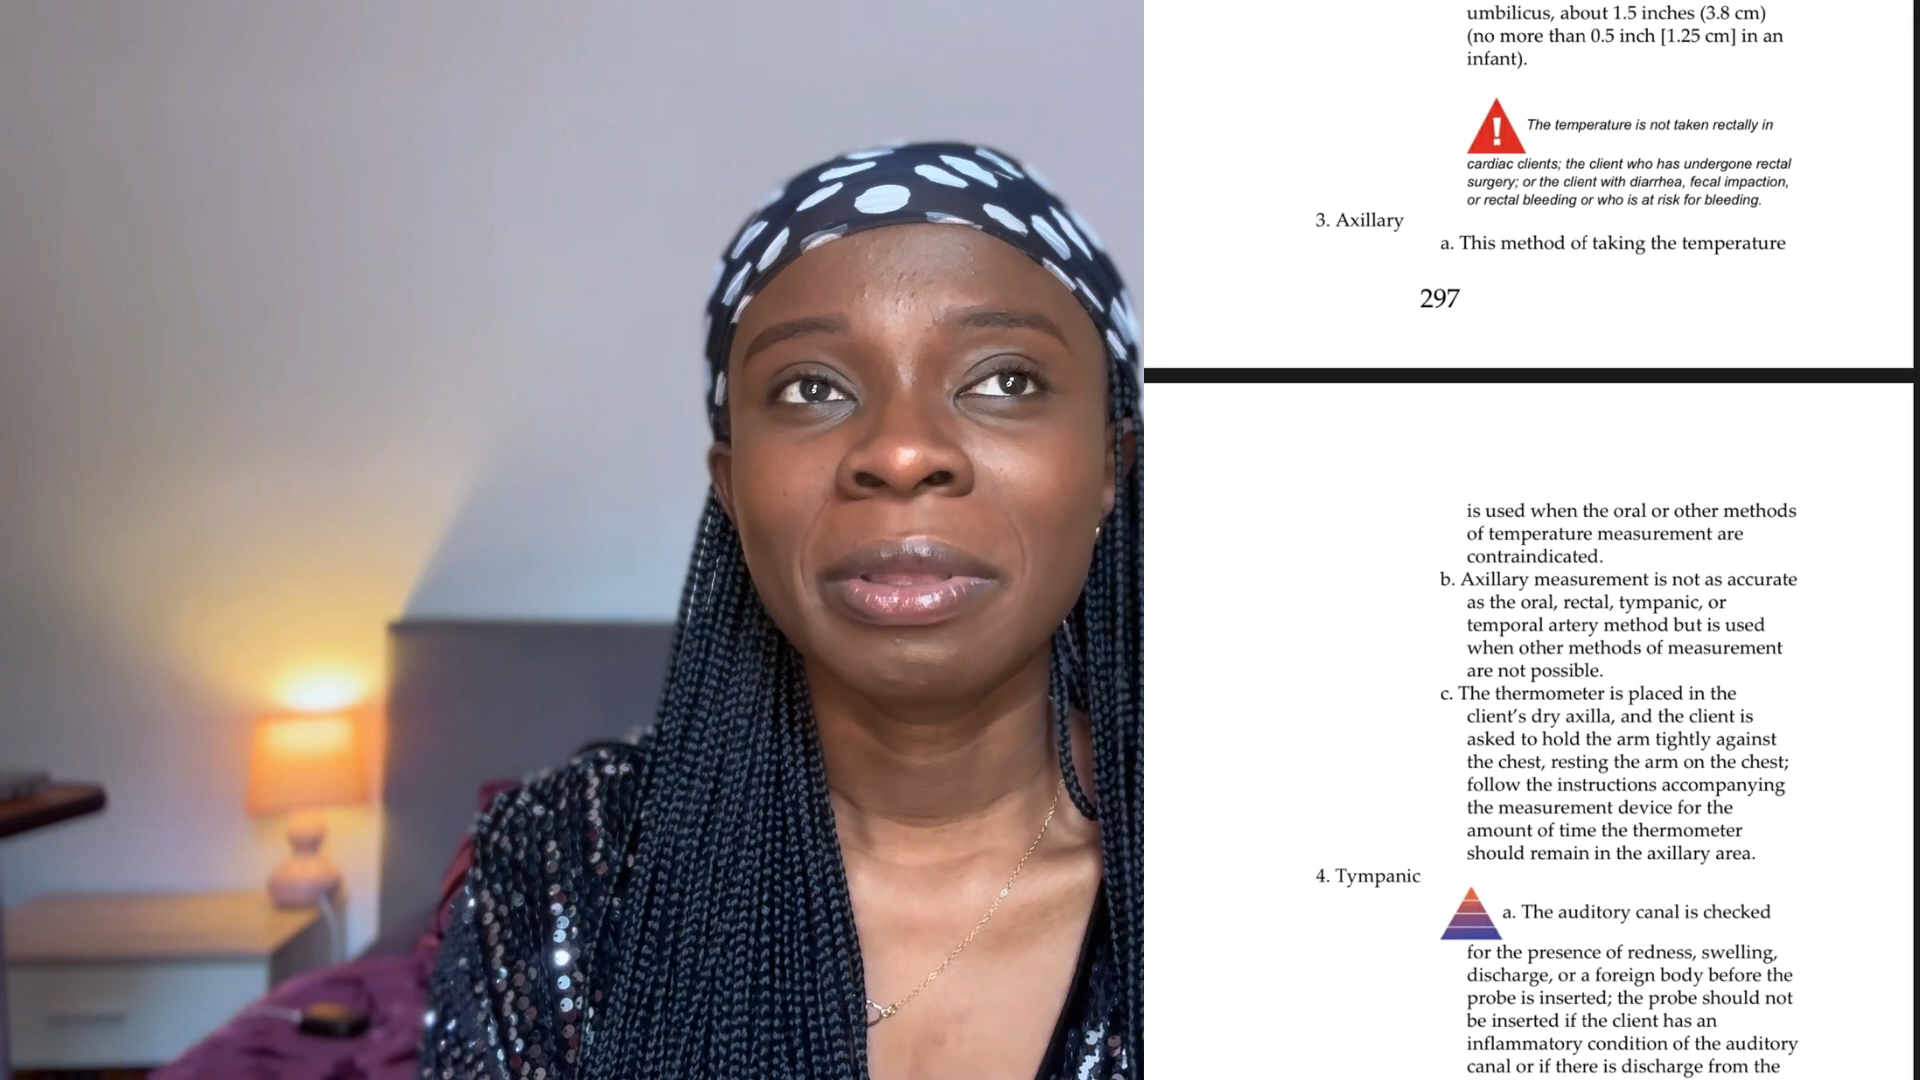 umbilicus, about 1.5 inches (3.8 cm)
(no more than 0.5 inch [1.25 cm] in an
infant).
The temperature is not taken rectally in
cardiac clients; the client who has undergone rectal
surgery; or the client with diarrhea, fecal impaction,
or rectal bleeding or who is at risk for bleeding.
3. Axillary
a. This method of taking the temperature
297
is used when the oral or other methods
of temperature measurement are
contraindicated.
b. Axillary measurement is not as accurate
as the oral, rectal, tympanic, or
temporal artery method but is used
when other methods of measurement
are not possible.
c. The thermometer is placed in the
client’s dry axilla, and the client is
asked to hold the arm tightly against
the chest, resting the arm on the chest;
follow the instructions accompanying
the measurement device for the
amount of time the thermometer
should remain in the axillary area.
4. Tympanic
a. The auditory canal is checked
for the presence of redness, swelling,
discharge, or a foreign body before the
probe is inserted; the probe should not
be inserted if the client has an
inflammatory condition of the auditory
canal or if there is discharge from the